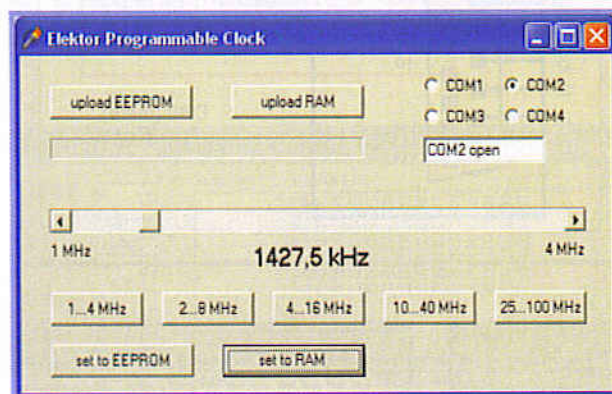 Elektor Programmable Clock
upload EEPROM upload RAM
COM1 COM2
COM3 COM4
COM2 open
1 MHz 1427,5 kHz 4 MHz
1...4 MHz 2...8 MHz 4...16 MHz 10...40 MHz 25...100 MHz
set to EEPROM set to RAM